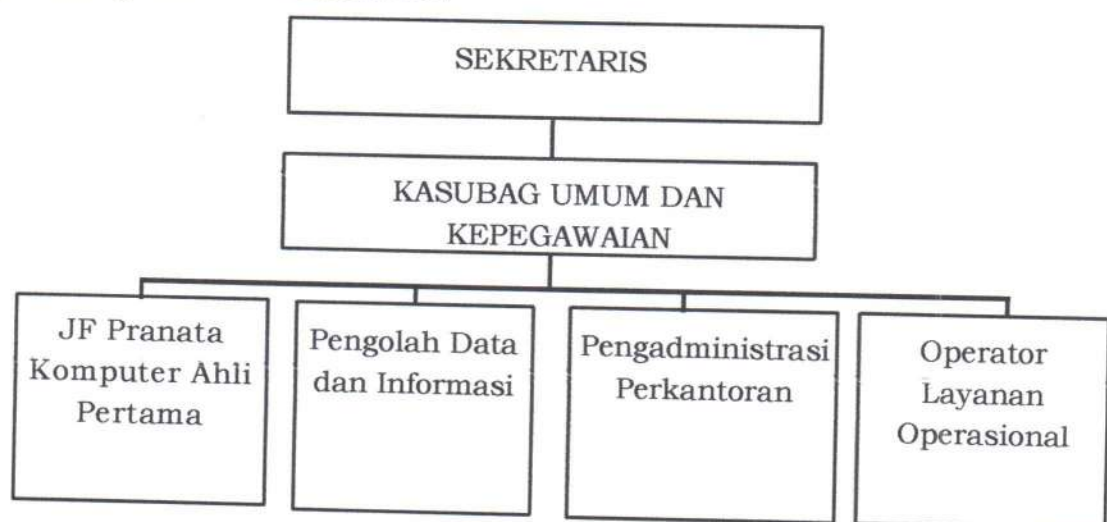 SEKRETARIS
KASUBAG UMUM DAN
KEPEGAWAIAN
JF Pranata
Komputer Ahli
Pertama
Pengolah Data
dan Informasi
Pengadministrasi
Perkantoran
Operator
Layanan
Operasional